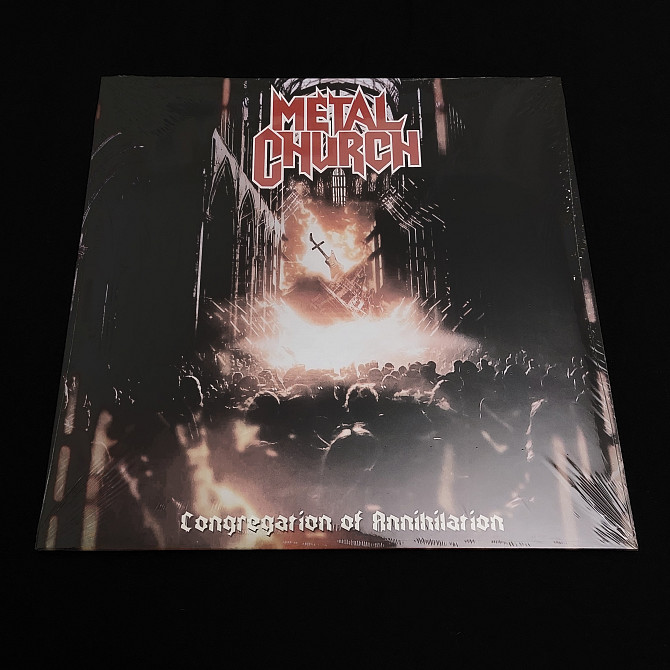 METAL
CHURCH
Congregation of Annihilation